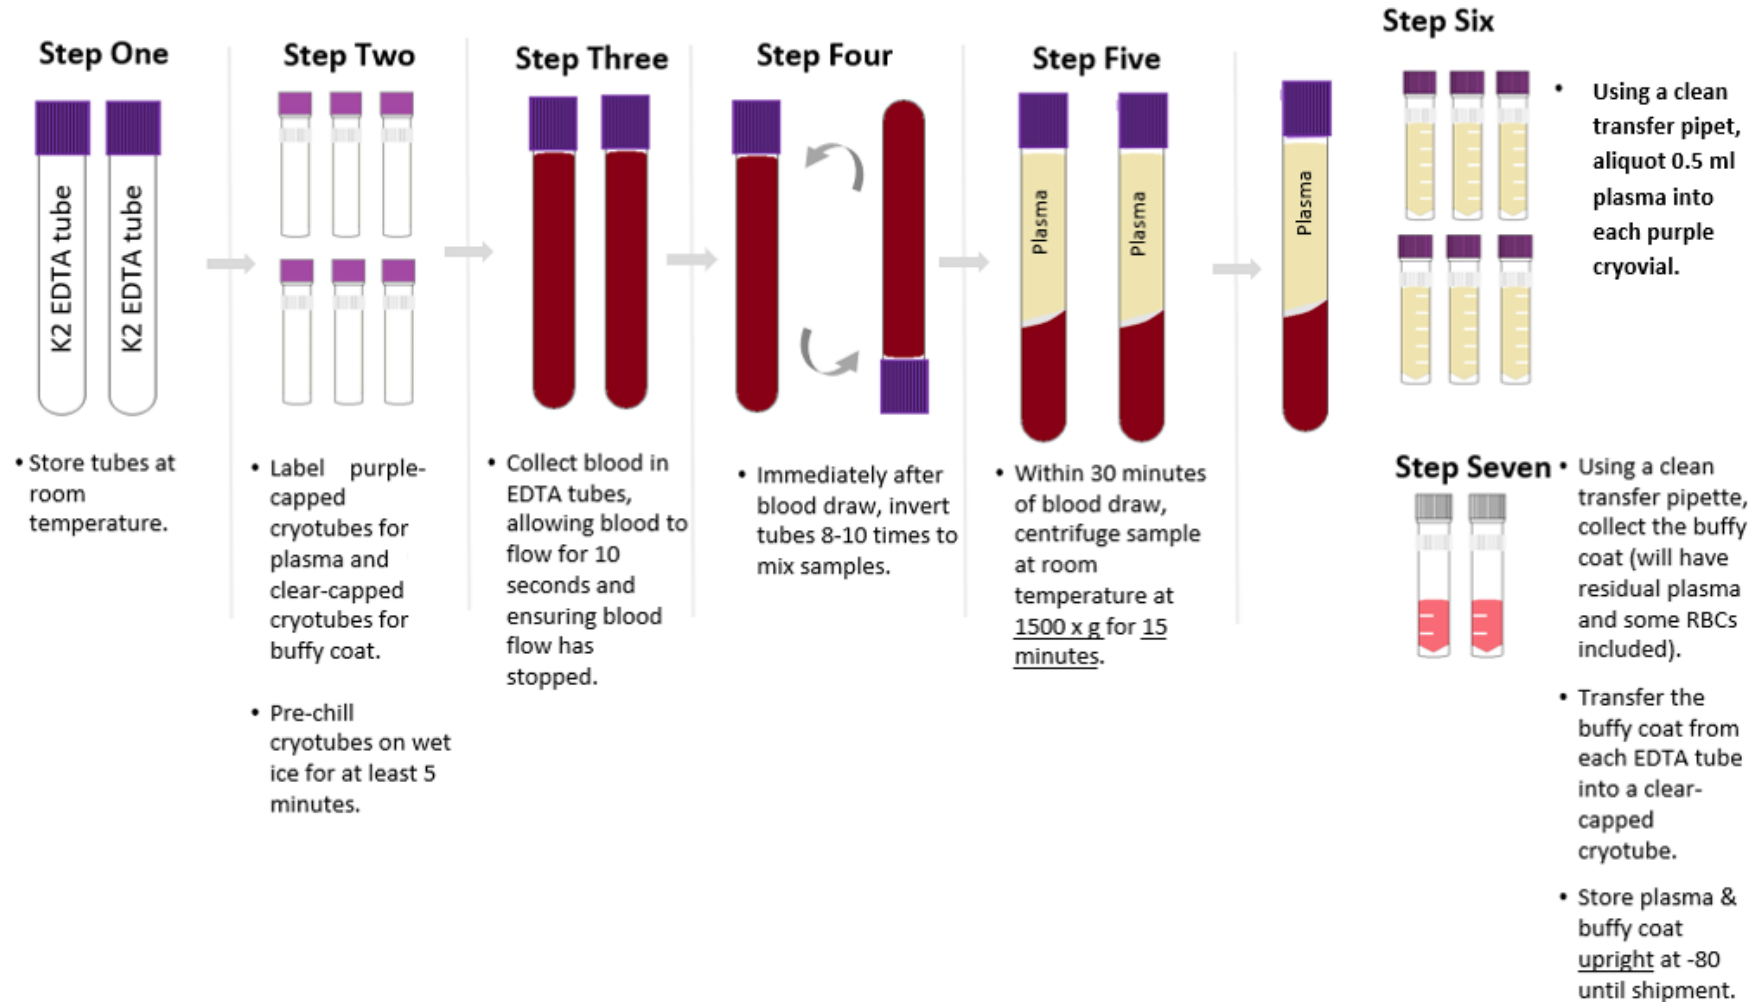 Step One
K2 EDTA tube
K2 EDTA tube
• Store tubes at
room
temperature.
Step Two
• Label purple-
capped
cryotubes for
plasma and
clear-capped
cryotubes for
buffy coat.
• Pre-chill
cryotubes on wet
ice for at least 5
minutes.
Step Three
• Collect blood in
EDTA tubes,
allowing blood to
flow for 10
seconds and
ensuring blood
flow has
stopped.
Step Four
• Immediately after
blood draw, invert
tubes 8-10 times to
mix samples.
Step Five
Plasma
Plasma
• Within 30 minutes
of blood draw,
centrifuge sample
at room
temperature at
1500 x g for 15
minutes.
Plasma
Step Six
• Using a clean
transfer pipet,
aliquot 0.5 ml
plasma into
each purple
cryovial.
Step Seven
• Using a clean
transfer pipette,
collect the buffy
coat (will have
residual plasma
and some RBCs
included).
• Transfer the
buffy coat from
each EDTA tube
into a clear-
capped
cryotube.
• Store plasma &
buffy coat
upright at -80
until shipment.